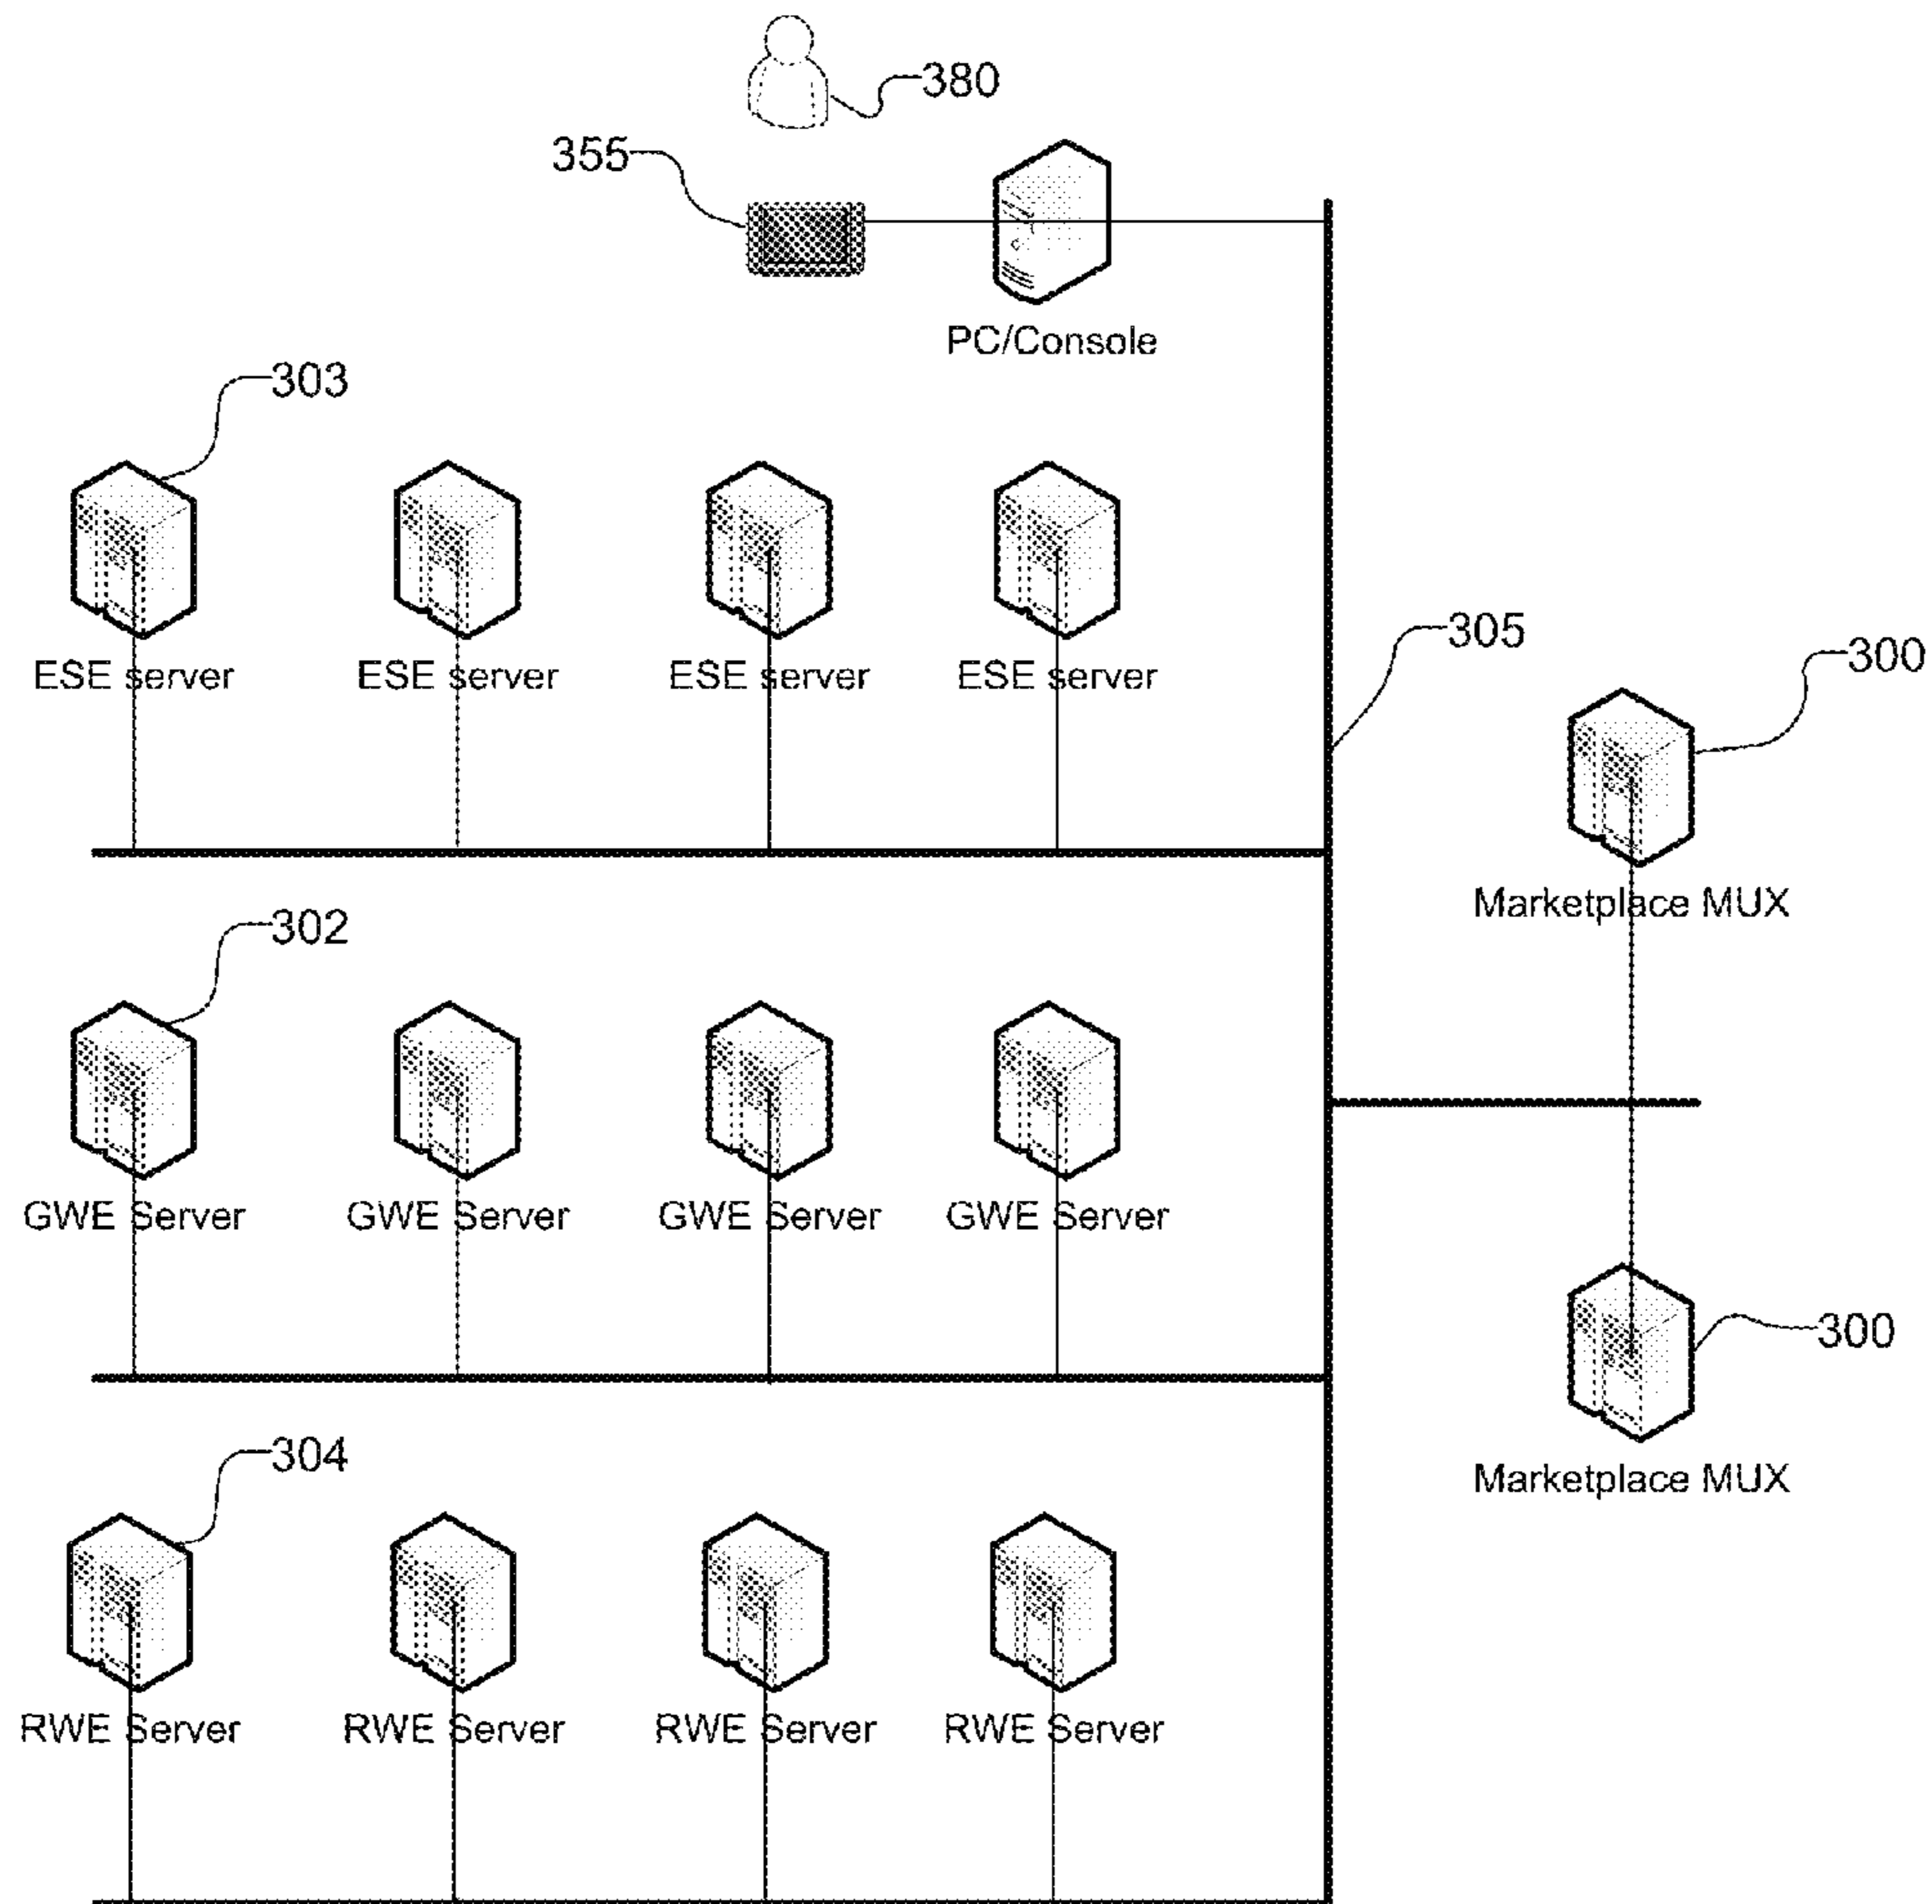 380
355
PC/Console
303
ESE server ESE server ESE server ESE server
305
300
Marketplace MUX
302
GWE Server GWE Server GWE Server GWE Server
300
Marketplace MUX
304
RWE Server RWE Server RWE Server RWE Server